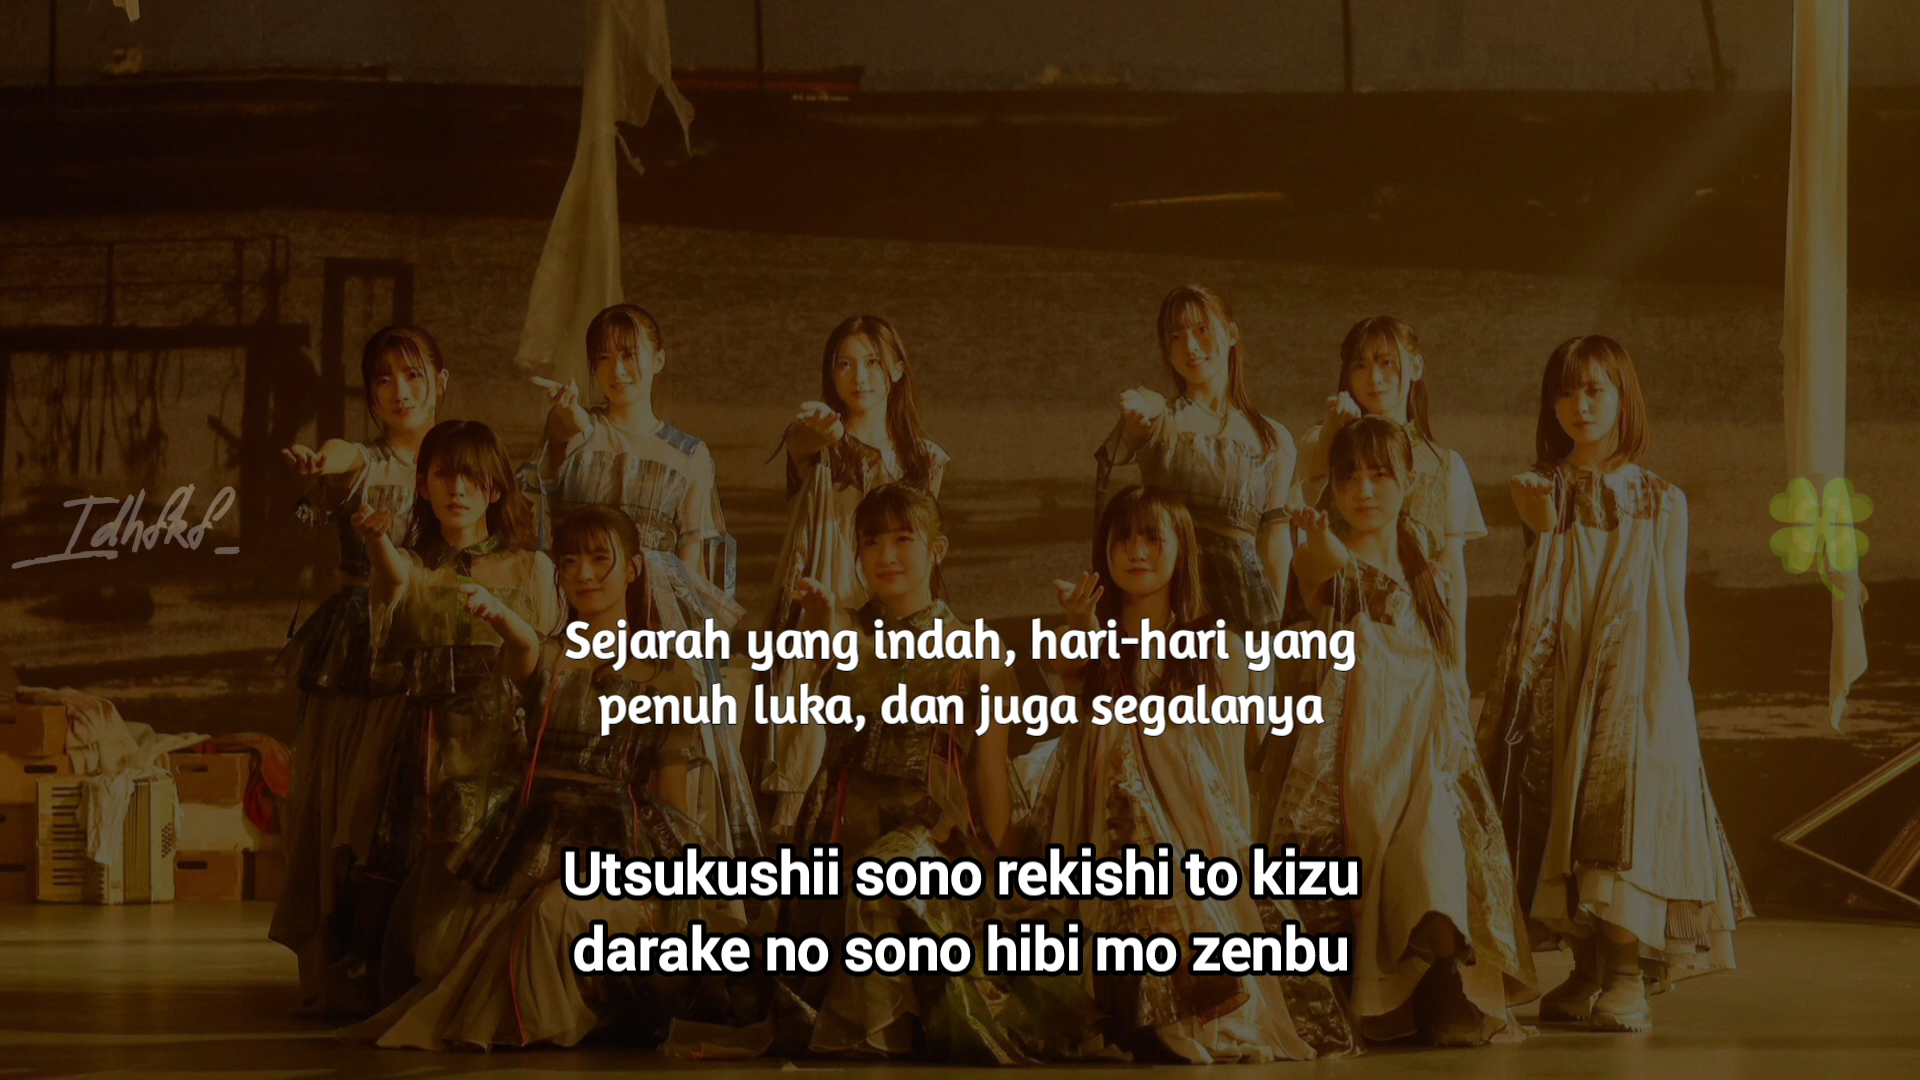 Idhoko_
Sejarah yang indah, hari-hari yang
penuh luka, dan juga segalanya
Utsukushii sono rekishi to kizu
darake no sono hibi mo zenbu